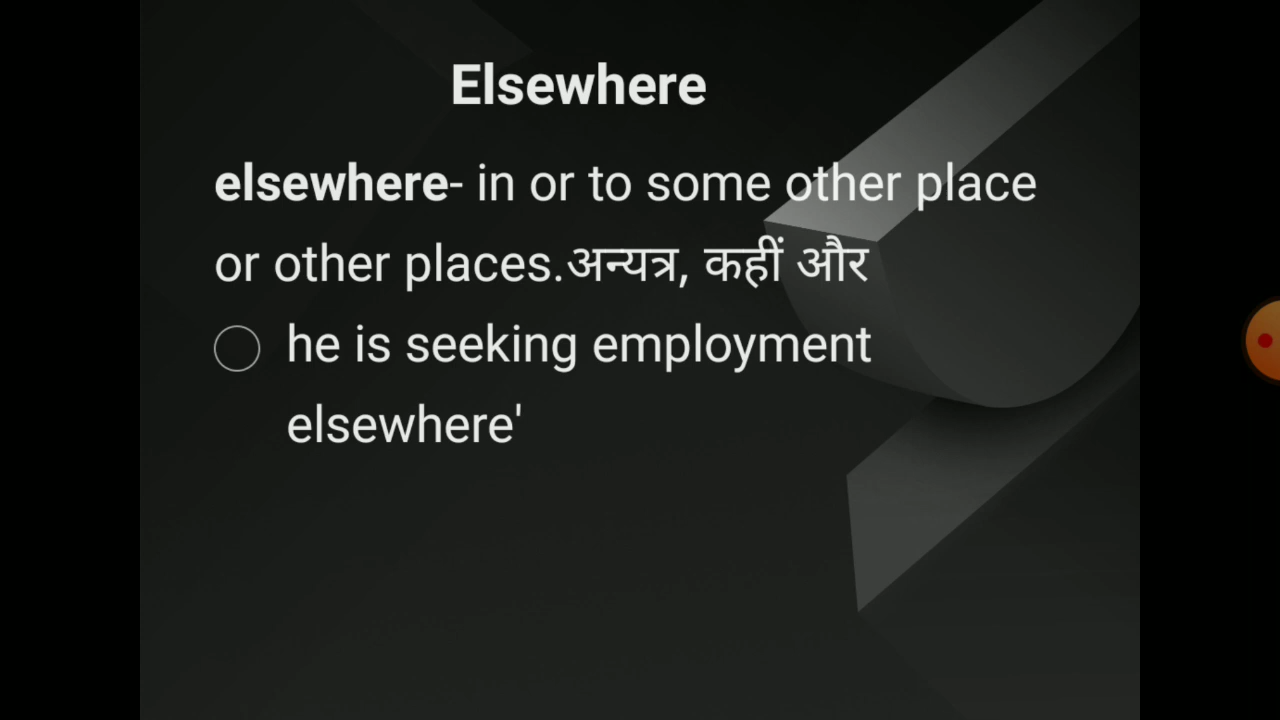 Elsewhere
elsewhere- in or to some other place
or other places.अन्यत्र, कहीं और
he is seeking employment
elsewhere'